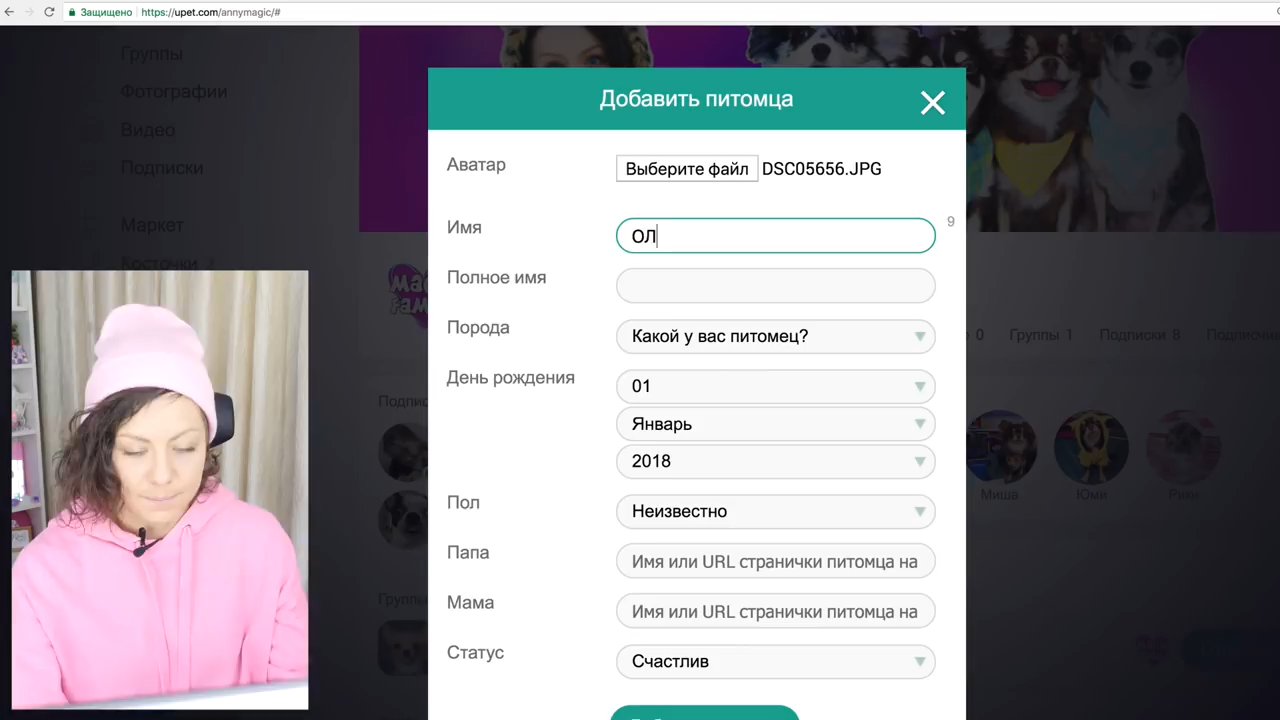 Защищено https://upet.com/annymagic/#
Группы
Фотографии
Видео
Подписки
Маркет
Косточки
Добавить питомца
Аватар
Выберите файл DSC05656.JPG
Имя
ОЛ
9
Полное имя
Порода
Какой у вас питомец?
День рождения
01
Январь
2018
Пол
Неизвестно
Папа
Имя или URL странички питомца на
Мама
Имя или URL странички питомца на
Статус
Счастлив
0 Группы 1 Подписки 8
Миша
Юми